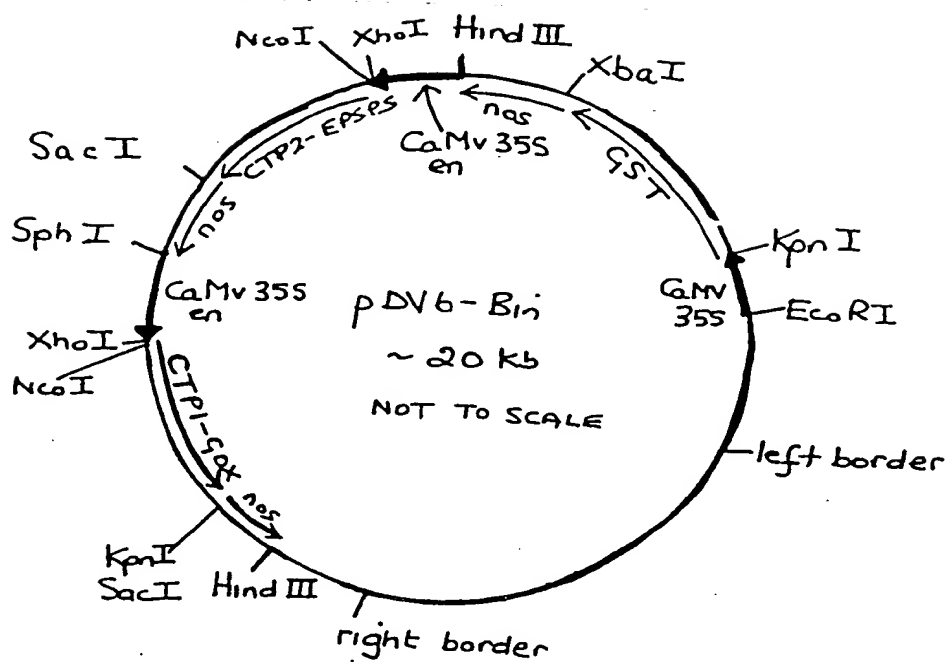 NcoI
XhoI
Hind III
XbaI
SacI
SphI
XhoI
NcoI
KpnI
SacI
Hind III
right border
left border
EcoRI
KpnI
CaMV
35S
GST
nos
CaMv 35S
en
CTP2-EPSPS
nos
CaMv 35S
en
CTP1-GOX
nos
pDV6-Bin
~ 20 kb
NOT TO SCALE